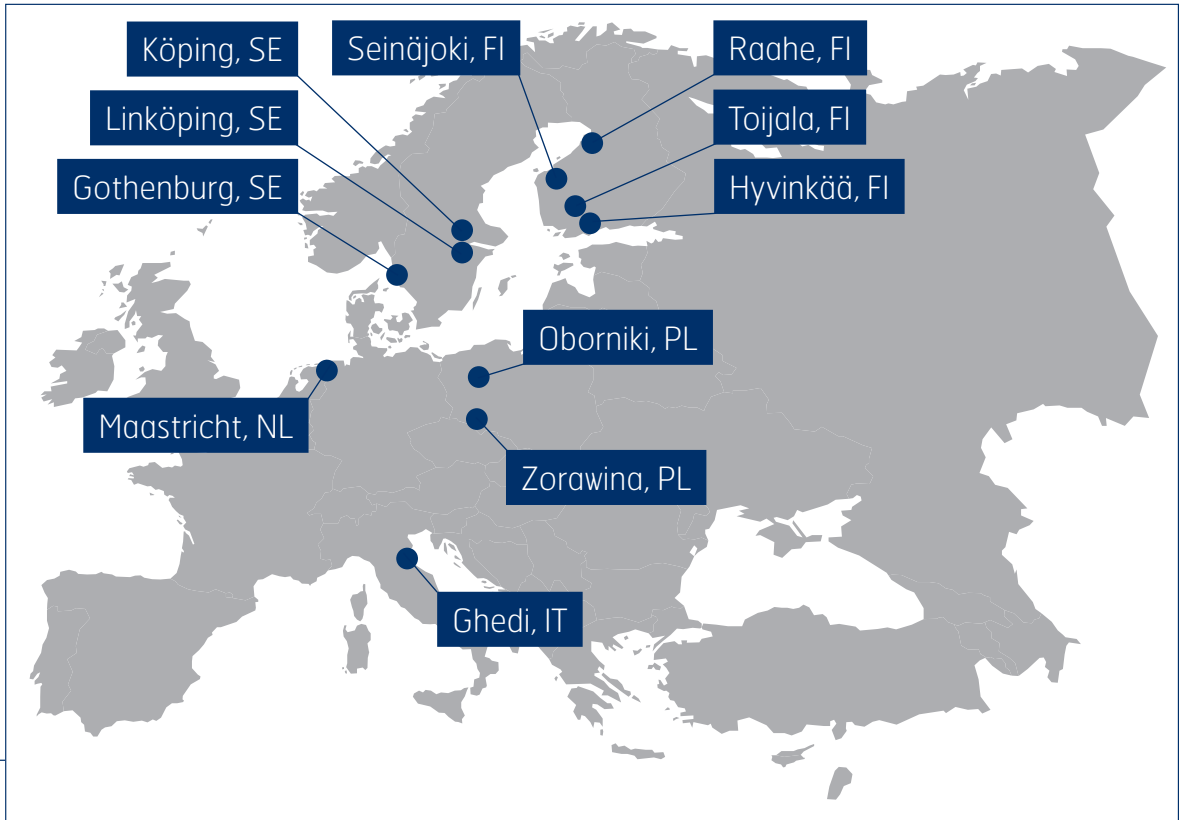 Köping, SE
Seinäjoki, FI
Raahe, FI
Linköping, SE
Toijala, FI
Gothenburg, SE
Hyvinkää, FI
Oborniki, PL
Maastricht, NL
Zorawina, PL
Ghedi, IT